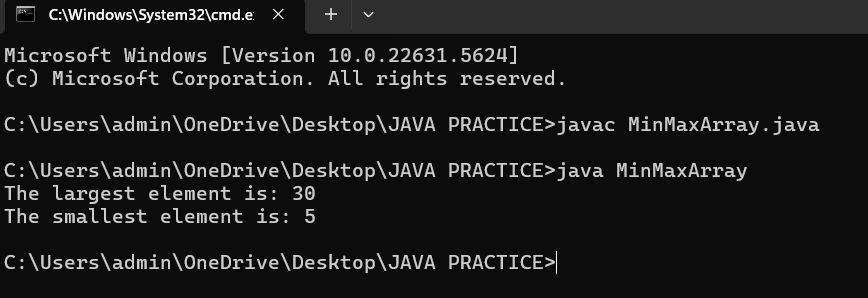 C:\Windows\System32\cmd.e
Microsoft Windows [Version 10.0.22631.5624]
(c) Microsoft Corporation. All rights reserved.
C:\Users\admin\OneDrive\Desktop\JAVA PRACTICE>javac MinMaxArray.java
C:\Users\admin\OneDrive\Desktop\JAVA PRACTICE>java MinMaxArray
The largest element is: 30
The smallest element is: 5
C:\Users\admin\OneDrive\Desktop\JAVA PRACTICE>